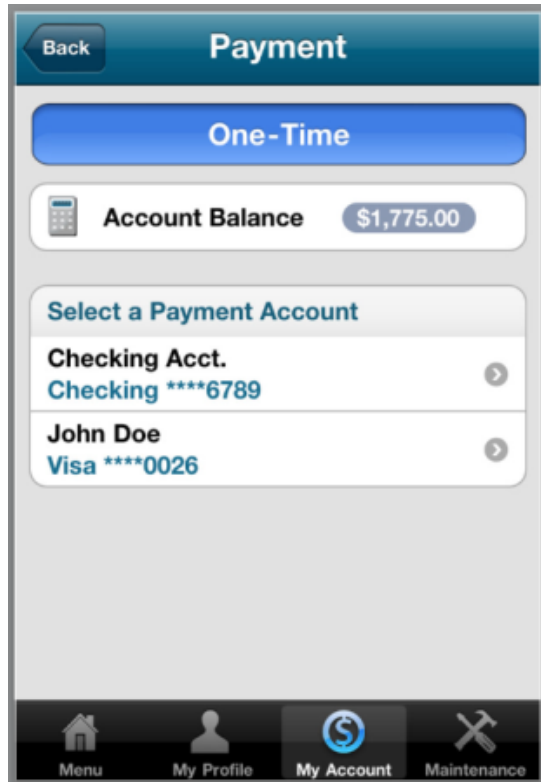 Back
Payment
One-Time
Account Balance $1,775.00
Select a Payment Account
Checking Acct.
Checking ****6789
John Doe
Visa ****0026
Menu My Profile My Account Maintenance